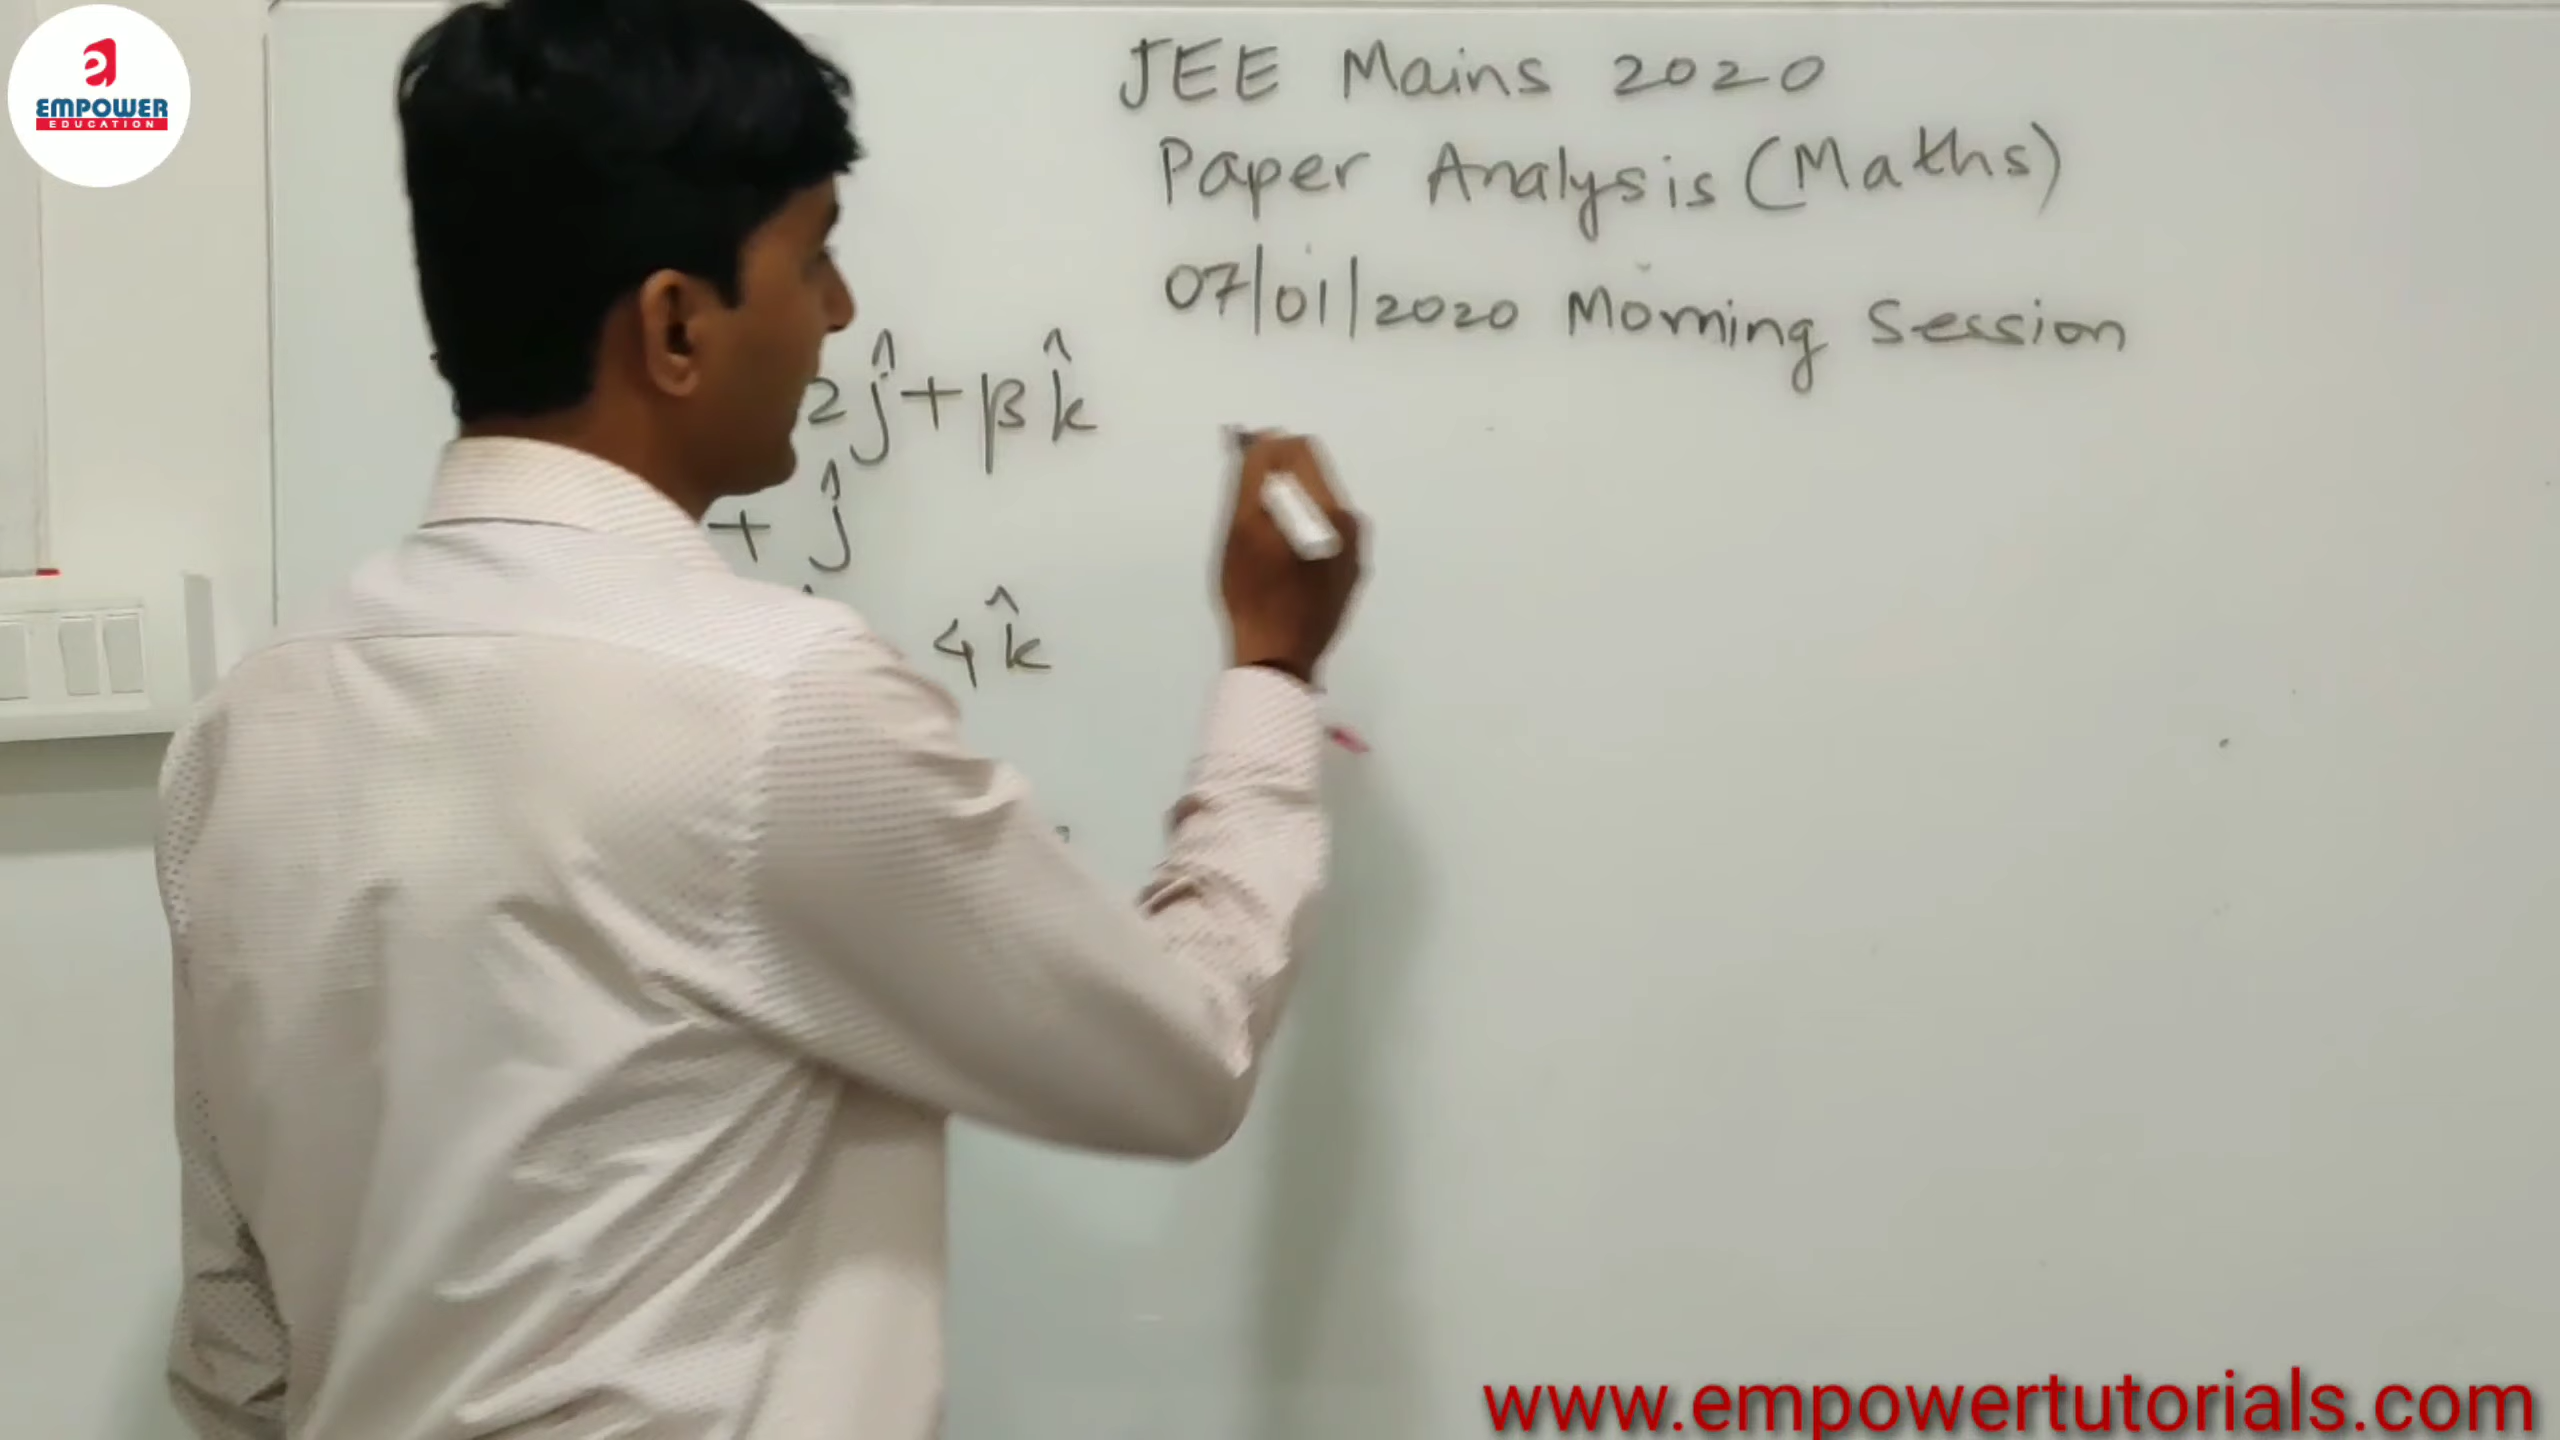 EMPOWER
EDUCATION
JEE Mains 2020
Paper Analysis (Maths)
07/01/2020 Morning Session
2ĵ + βk̂
+ ĵ
4k̂
www.empowertutorials.com